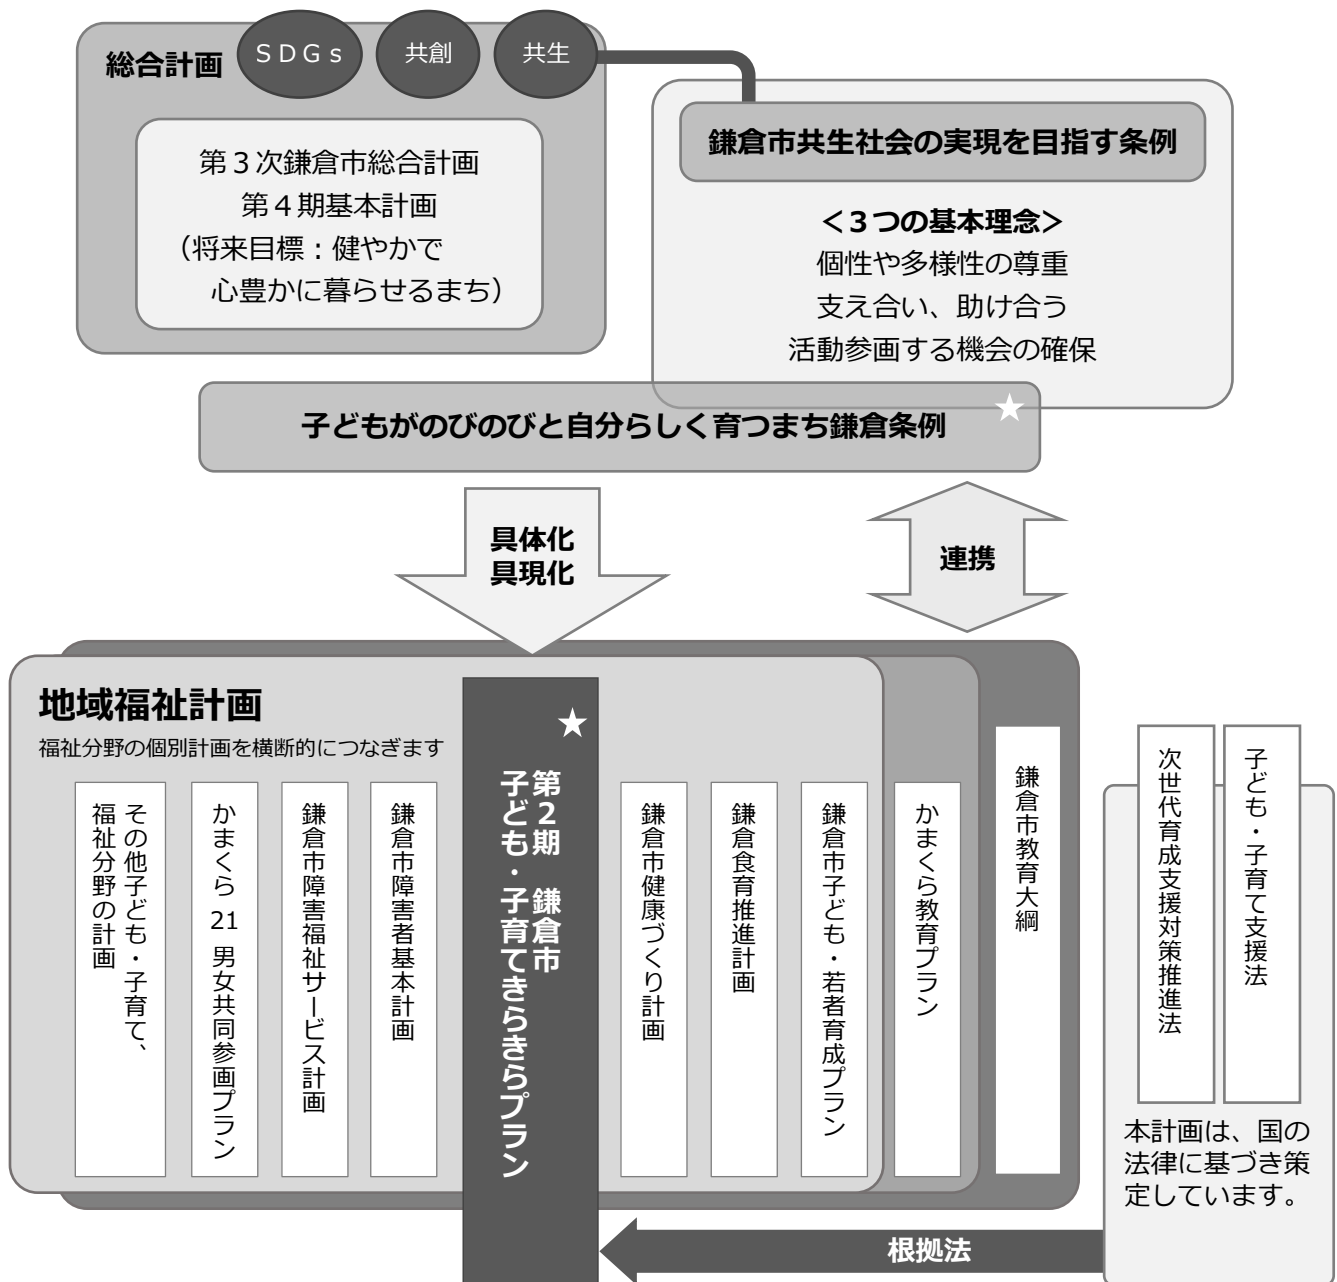 総合計画
SDGs
共創
共生
第3次鎌倉市総合計画
第4期基本計画
（将来目標：健やかで
心豊かに暮らせるまち）
鎌倉市共生社会の実現を目指す条例
＜3つの基本理念＞
個性や多様性の尊重
支え合い、助け合う
活動参画する機会の確保
子どもがのびのびと自分らしく育つまち鎌倉条例
★
具体化
具現化
連携
地域福祉計画
福祉分野の個別計画を横断的につなぎます
その他子ども・子育て、
福祉分野の計画
かまくら21男女共同参画プラン
鎌倉市障害福祉サービス計画
鎌倉市障害者基本計画
★
第2期　鎌倉市
子ども・子育てきらきらプラン
鎌倉市健康づくり計画
鎌倉食育推進計画
鎌倉市子ども・若者育成プラン
かまくら教育プラン
鎌倉市教育大綱
次世代育成支援対策推進法
子ども・子育て支援法
本計画は、国の
法律に基づき策
定しています。
根拠法